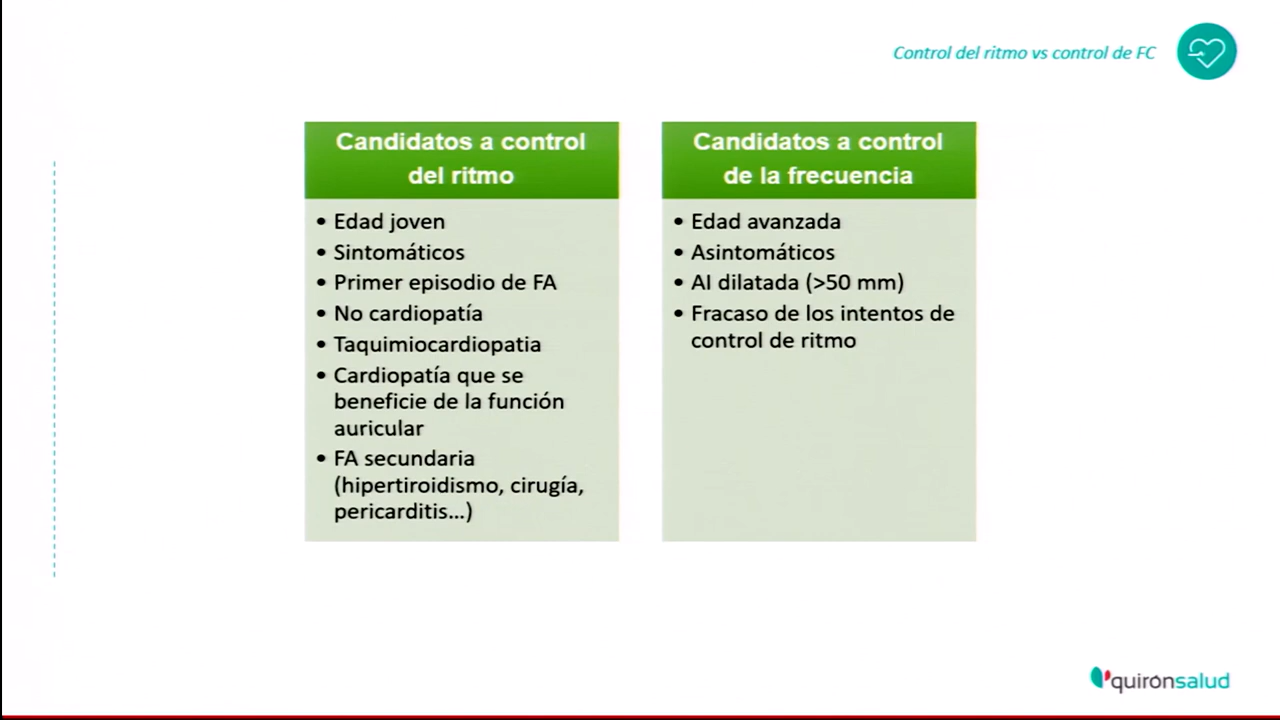 Control del ritmo vs control de FC
Candidatos a control
del ritmo
• Edad joven
• Sintomáticos
• Primer episodio de FA
• No cardiopatía
• Taquimiocardiopatia
• Cardiopatía que se
beneficie de la función
auricular
• FA secundaria
(hipertiroidismo, cirugía,
pericarditis...)
Candidatos a control
de la frecuencia
• Edad avanzada
• Asintomáticos
• AI dilatada (>50 mm)
• Fracaso de los intentos de
control de ritmo
quirónsalud